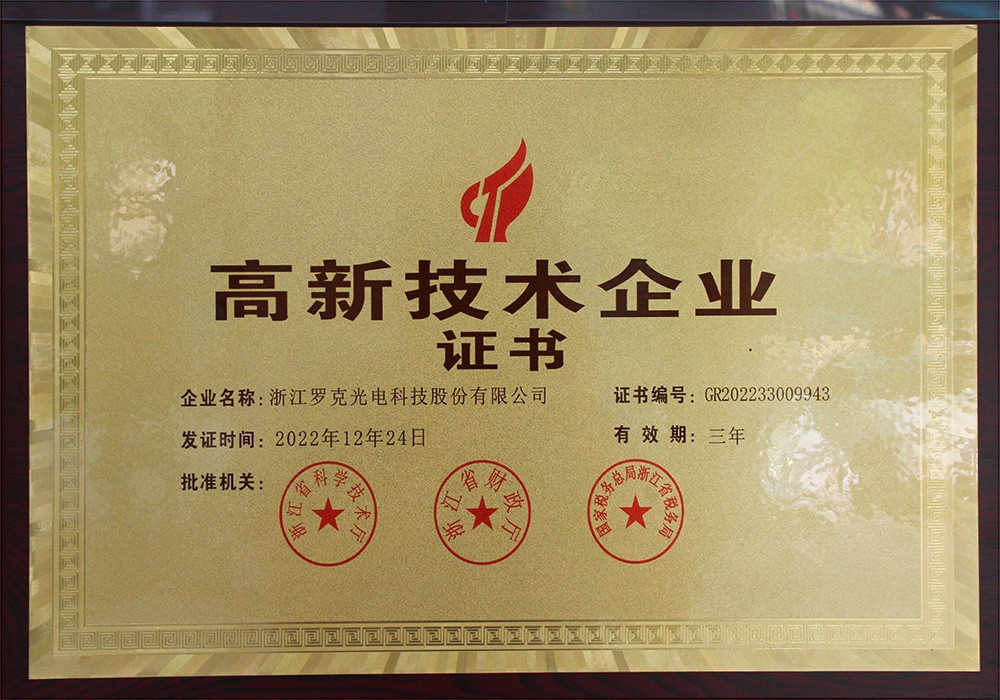 高新技术企业
证书
企业名称：浙江罗克光电科技股份有限公司
证书编号：GR202233009943
发证时间：2022年12年24日
有效期：三年
批准机关：
浙江省科学技术厅
浙江省财政厅
国家税务总局浙江省税务局